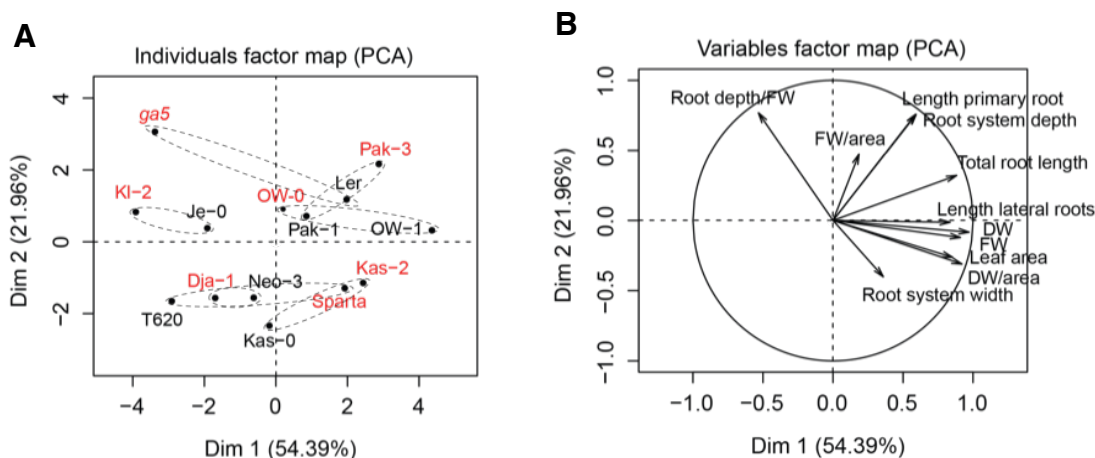 A
Individuals factor map (PCA)
Dim 2 (21.96%)
4
2
0
−2
ga5
Pak−3
Ler
KI−2
OW−0
Je−0
Pak−1
OW−1
Kas−2
Dja−1
Neo−3
Sparta
T620
Kas−0
−4
−2
0
2
4
Dim 1 (54.39%)
B
Variables factor map (PCA)
Dim 2 (21.96%)
1.0
0.5
0.0
−0.5
−1.0
Root depth/FW
Length primary root
Root system depth
FW/area
Total root length
Length lateral roots
DW
FW
Leaf area
DW/area
Root system width
−1.0
−0.5
0.0
0.5
1.0
Dim 1 (54.39%)